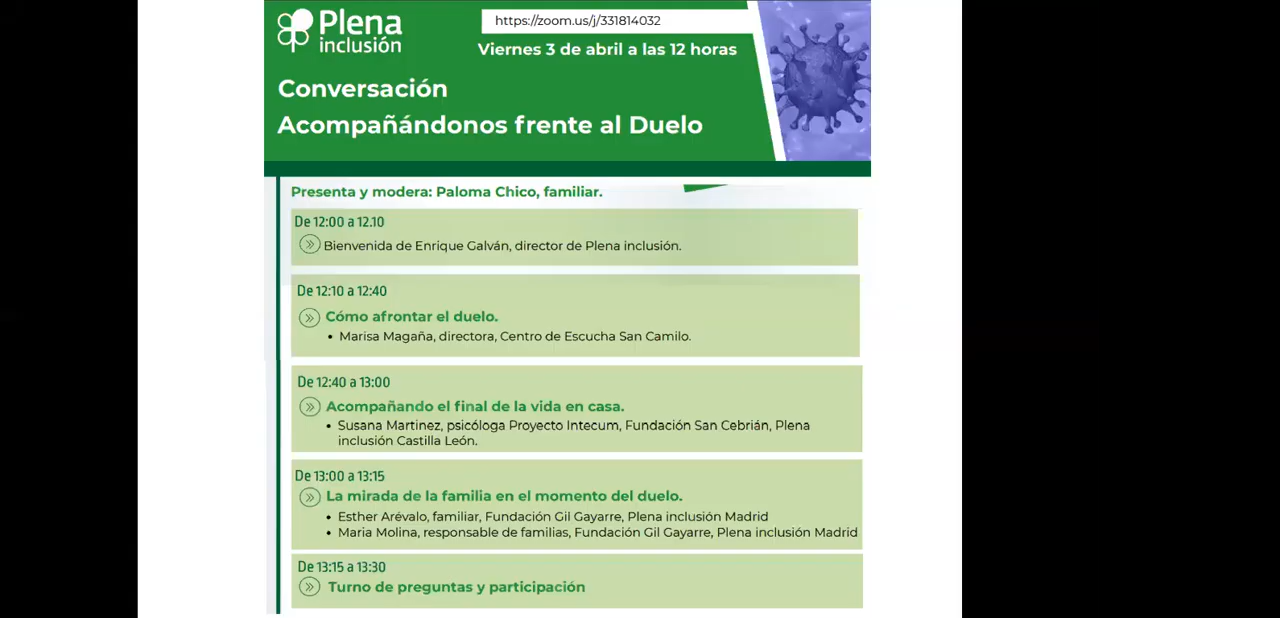 Plena
inclusión
https://zoom.us/j/331814032
Viernes 3 de abril a las 12 horas
Conversación
Acompañándonos frente al Duelo
Presenta y modera: Paloma Chico, familiar.
De 12:00 a 12.10
Bienvenida de Enrique Galván, director de Plena inclusión.
De 12:10 a 12:40
Cómo afrontar el duelo.
• Marisa Magaña, directora, Centro de Escucha San Camilo.
De 12:40 a 13:00
Acompañando el final de la vida en casa.
• Susana Martinez, psicóloga Proyecto Intecum, Fundación San Cebrián, Plena
inclusión Castilla León.
De 13:00 a 13:15
La mirada de la familia en el momento del duelo.
• Esther Arévalo, familiar, Fundación Gil Gayarre, Plena inclusión Madrid
• Maria Molina, responsable de familias, Fundación Gil Gayarre, Plena inclusión Madrid
De 13:15 a 13:30
Turno de preguntas y participación